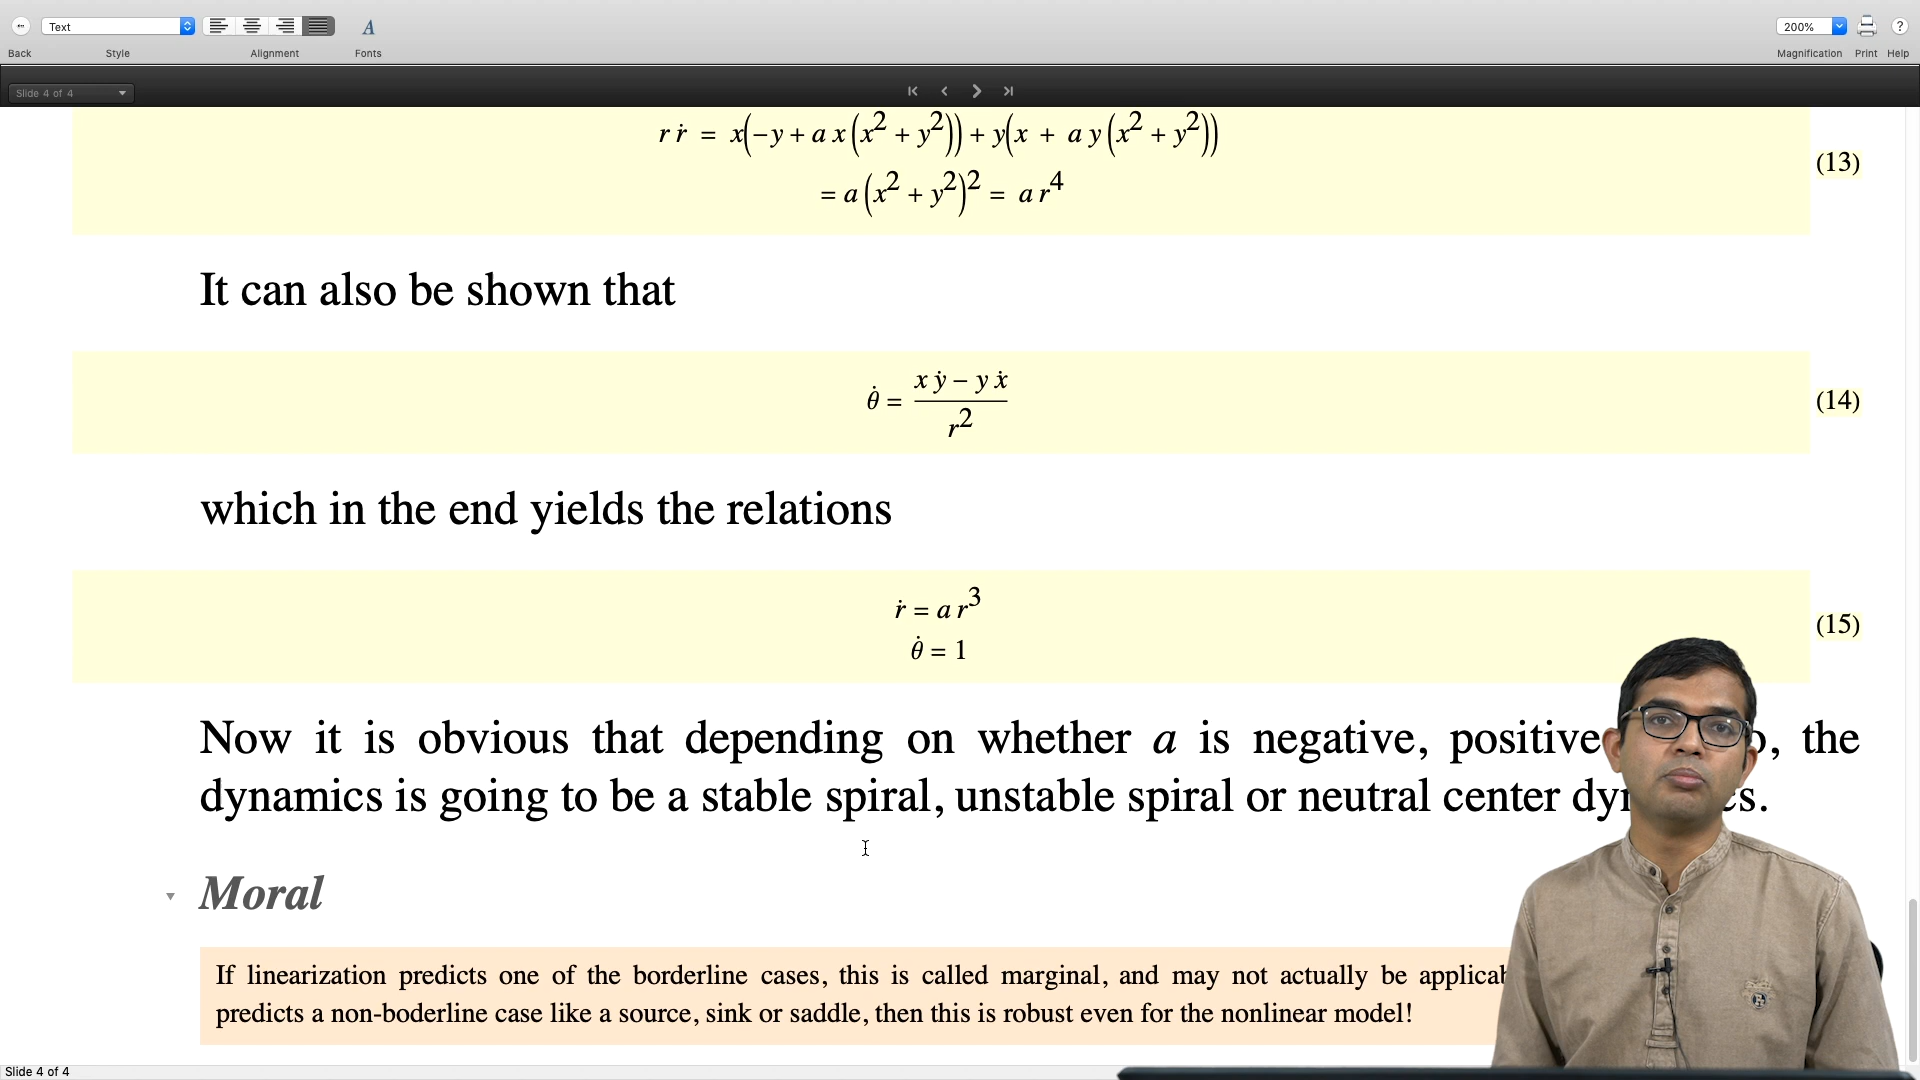 Text
200%
Back
Style
Alignment
Fonts
Magnification
Print
Help
Slide 4 of 4
r ṙ = x(−y + a x (x² + y²)) + y(x + a y (x² + y²))
= a (x² + y²)² = a r⁴
(13)
It can also be shown that
θ̇ = (x ẏ − y ẋ) / r²
(14)
which in the end yields the relations
ṙ = a r³
θ̇ = 1
(15)
Now it is obvious that depending on whether a is negative, positive the
dynamics is going to be a stable spiral, unstable spiral or neutral center
Moral
If linearization predicts one of the borderline cases, this is called marginal, and may not actually be
predicts a non-boderline case like a source, sink or saddle, then this is robust even for the nonlinear model!
Slide 4 of 4